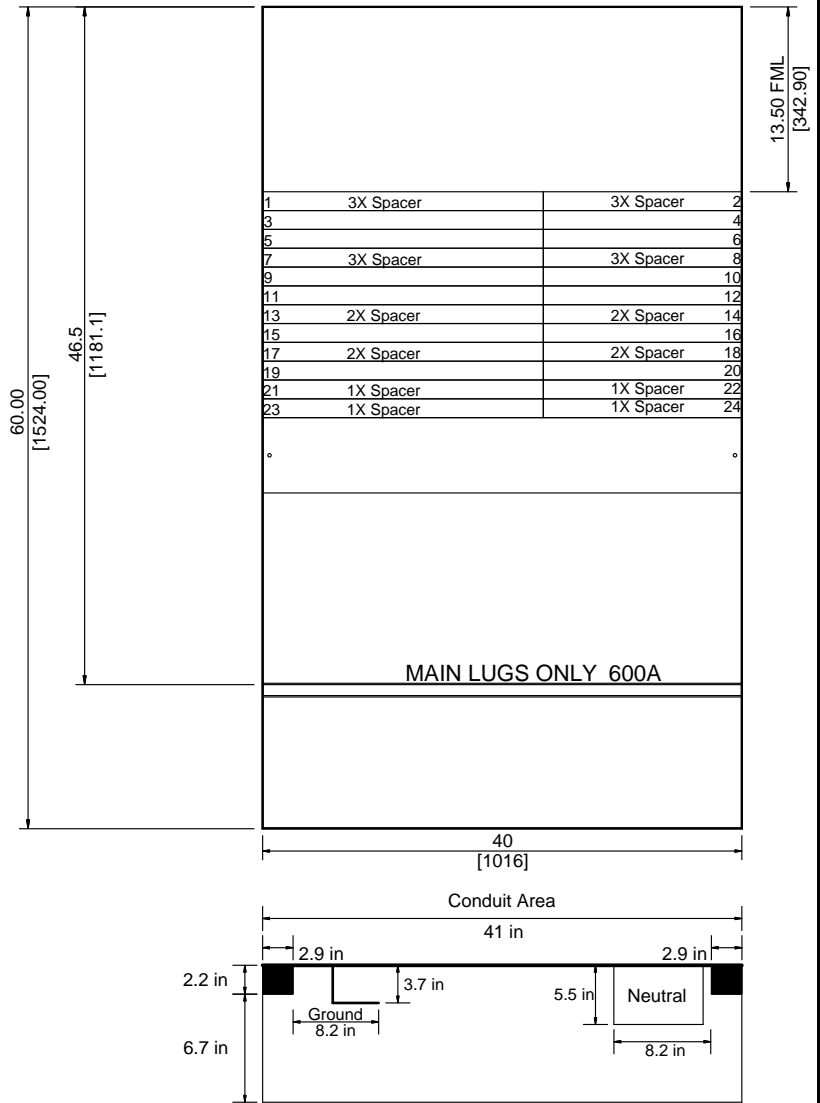 13.50 FML
[342.90]
1 3X Spacer 3X Spacer 2
3 4
5 6
7 3X Spacer 3X Spacer 8
9 10
11 12
13 2X Spacer 2X Spacer 14
15 16
17 2X Spacer 2X Spacer 18
19 20
21 1X Spacer 1X Spacer 22
23 1X Spacer 1X Spacer 24
46.5
[1181.1]
60.00
[1524.00]
MAIN LUGS ONLY 600A
40
[1016]
Conduit Area
41 in
2.9 in 2.9 in
2.2 in
3.7 in
5.5 in
Neutral
Ground
8.2 in
8.2 in
6.7 in